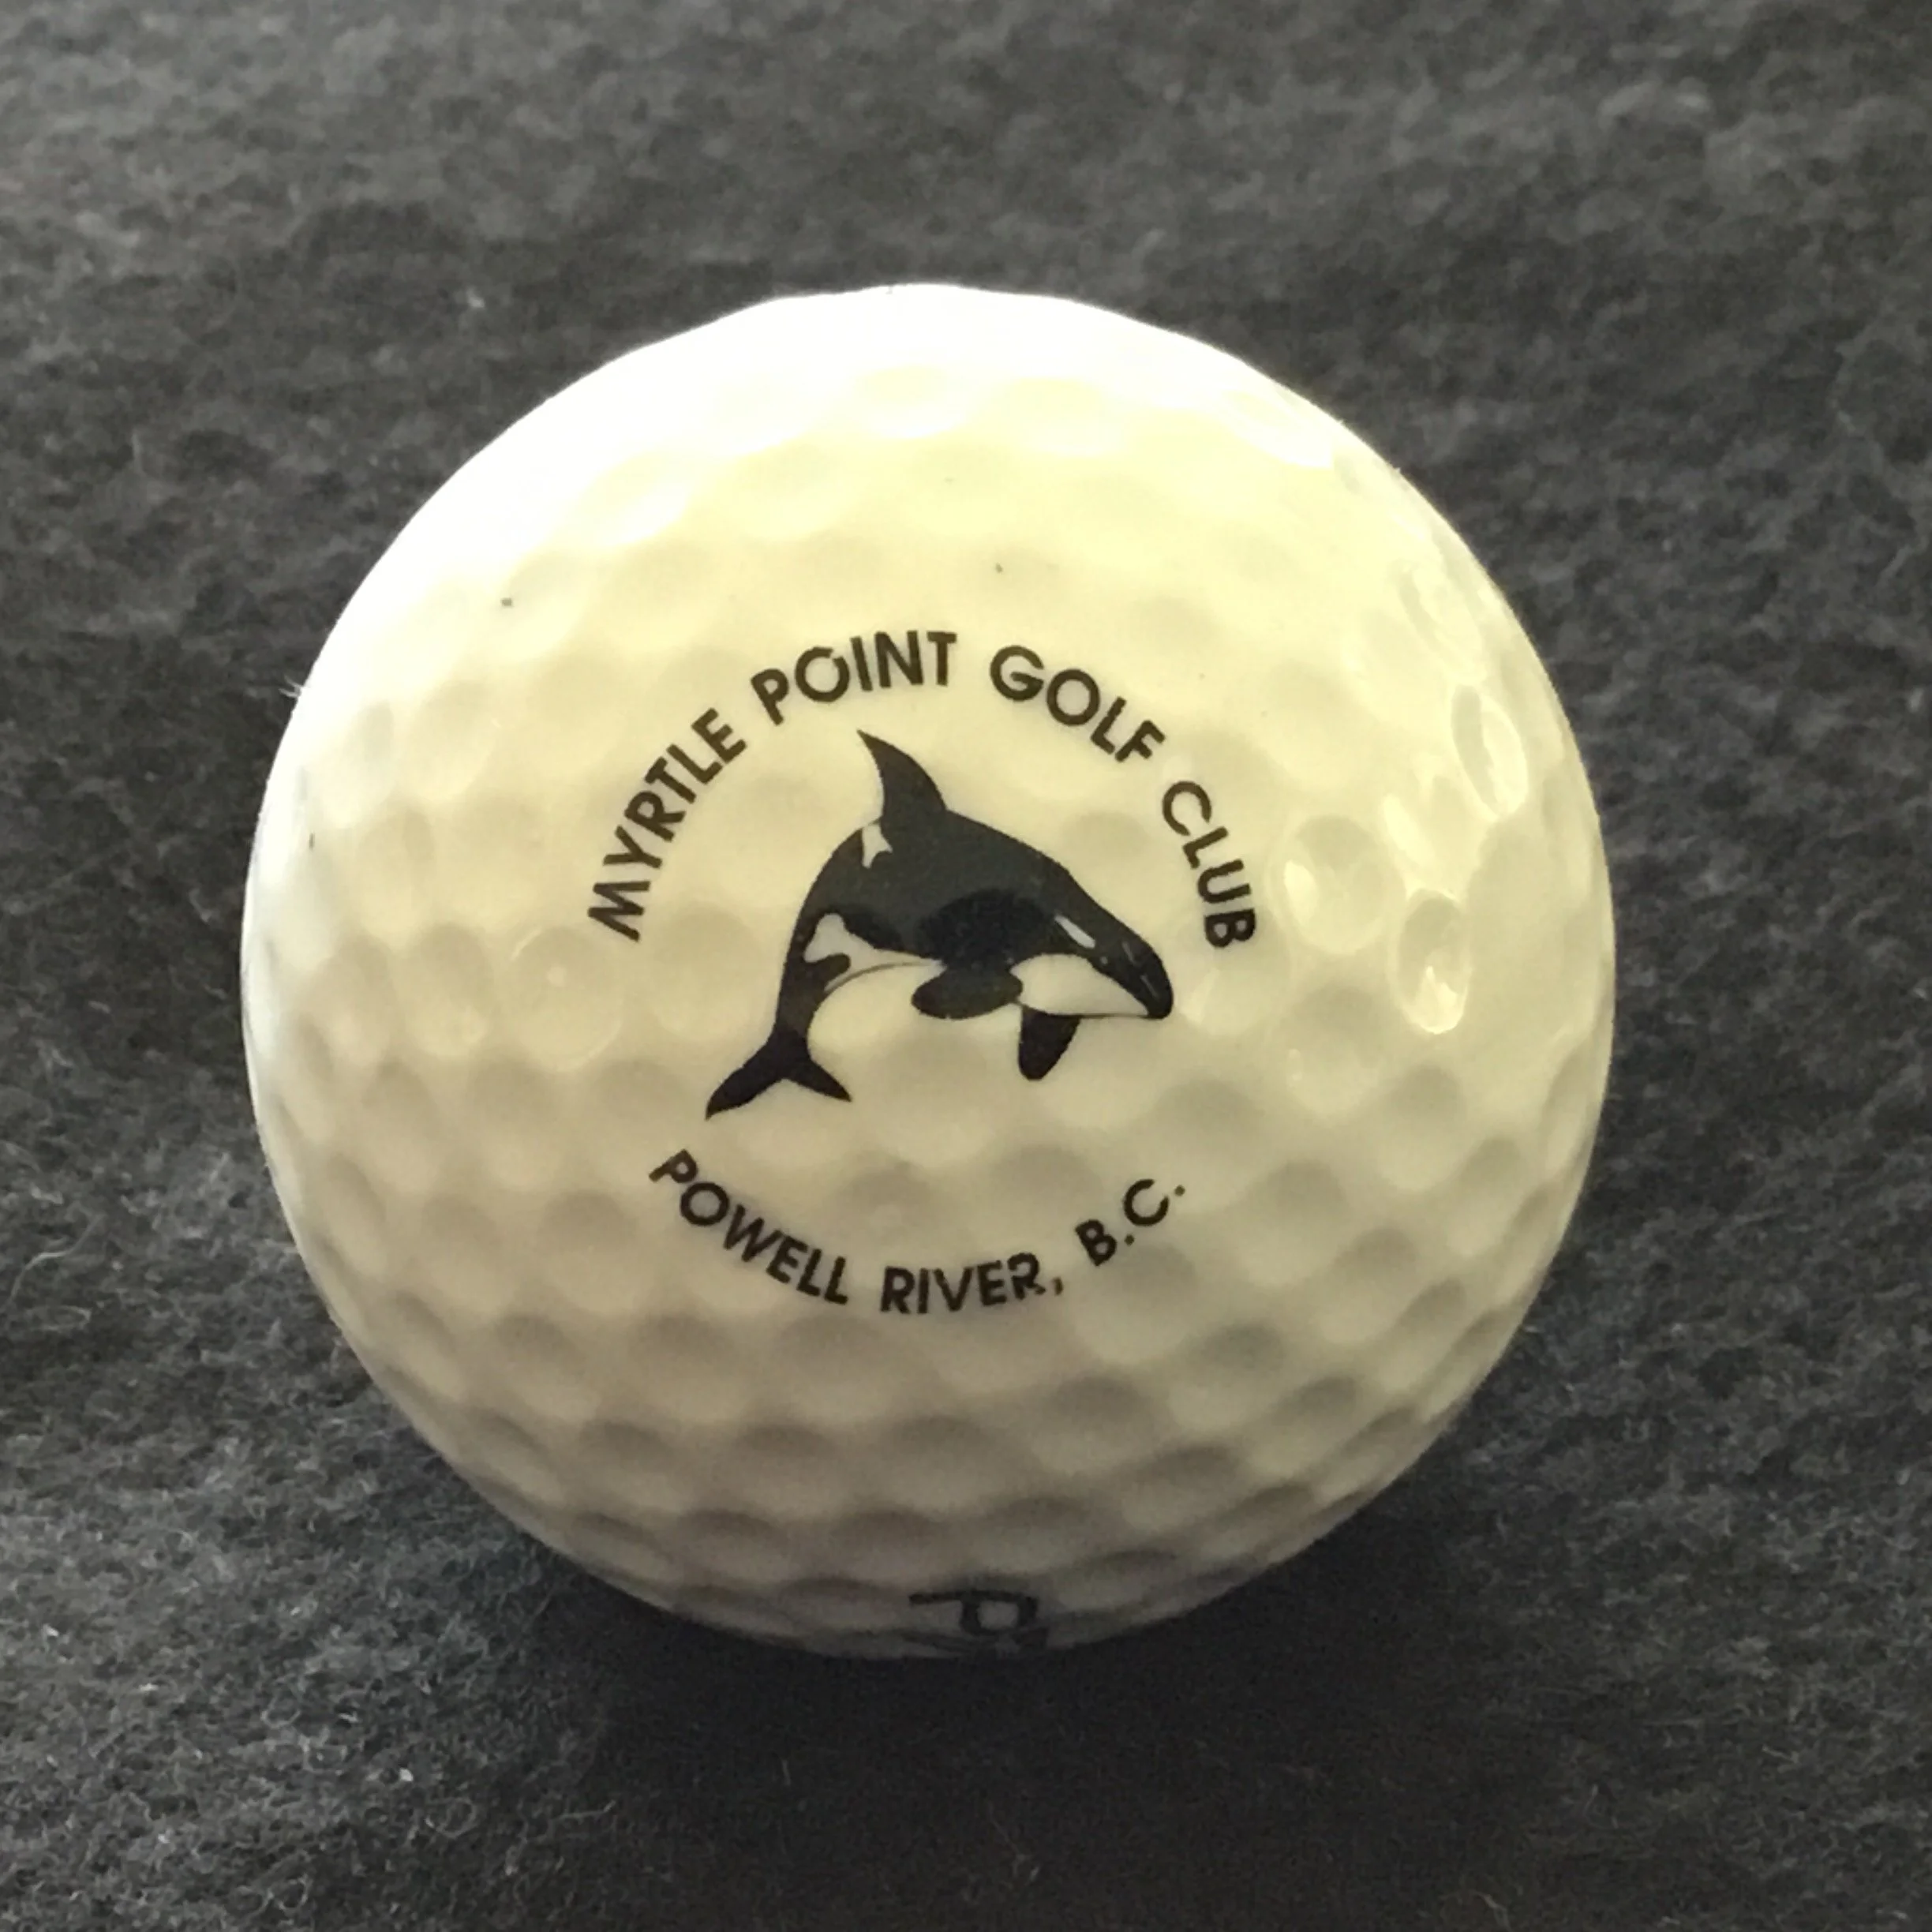 MYRTLE POINT GOLF CLUB
POWELL RIVER, B.C.